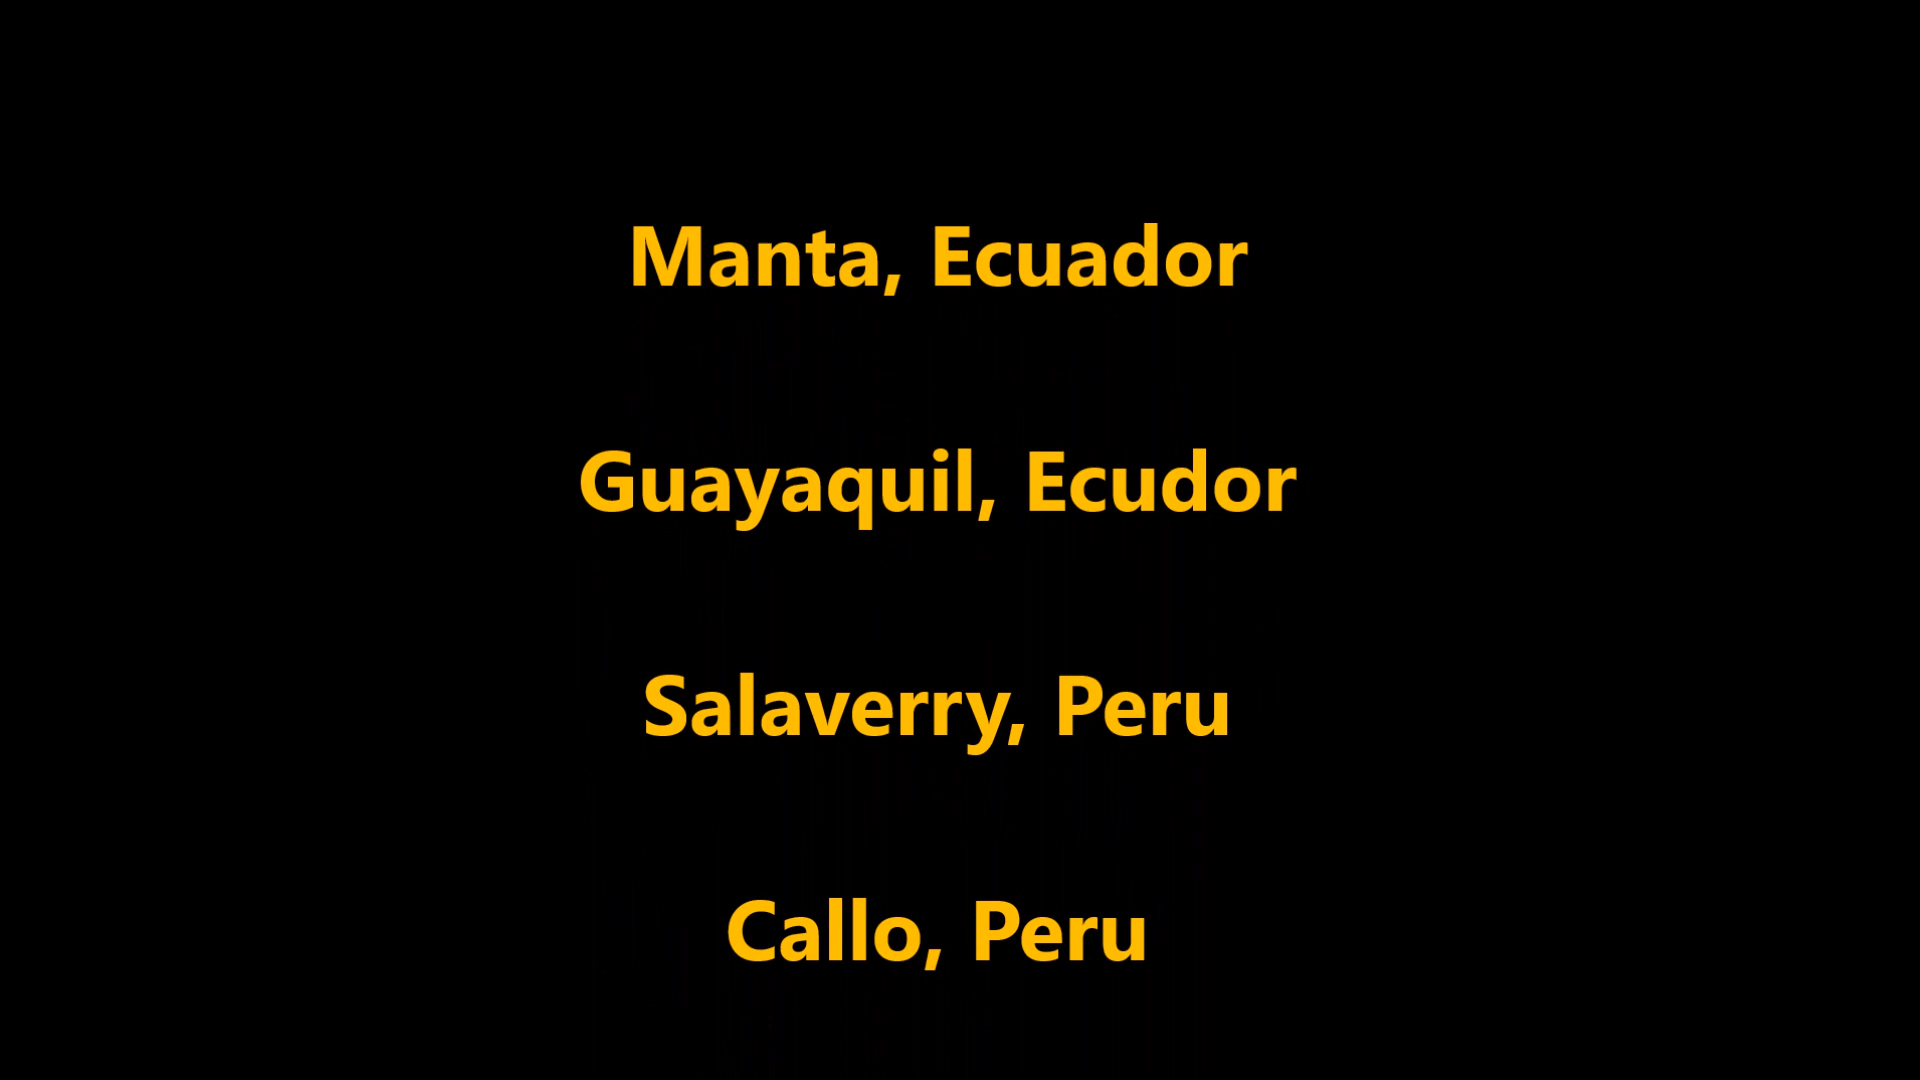 Manta, Ecuador
Guayaquil, Ecudor
Salaverry, Peru
Callo, Peru